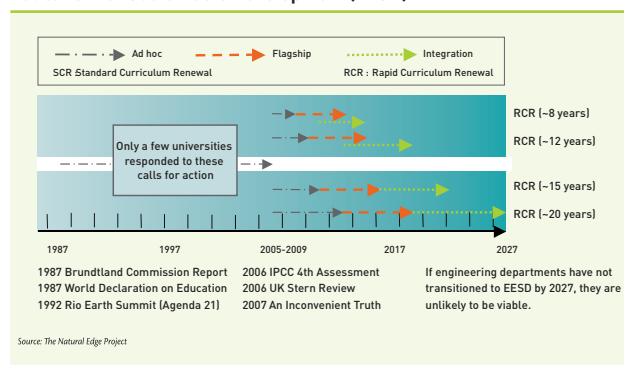 Ad hoc
Flagship
Integration
SCR : Standard Curriculum Renewal
RCR : Rapid Curriculum Renewal
RCR (~8 years)
Only a few universities
responded to these
calls for action
RCR (~12 years)
RCR (~15 years)
RCR (~20 years)
1987
1997
2005-2009
2017
2027
1987 Brundtland Commission Report
1987 World Declaration on Education
1992 Rio Earth Summit (Agenda 21)
2006 IPCC 4th Assessment
2006 UK Stern Review
2007 An Inconvenient Truth
If engineering departments have not
transitioned to EESD by 2027, they are
unlikely to be viable.
Source: The Natural Edge Project